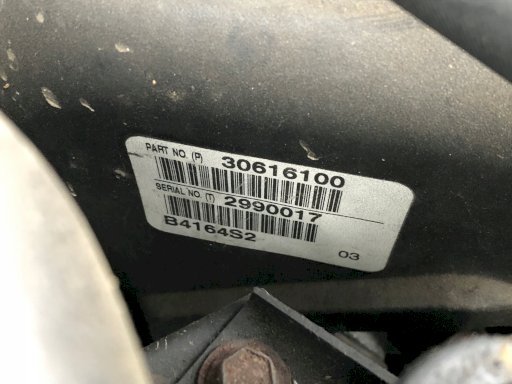 PART NO. (P) 30616100
SERIAL NO. (T) 2990017
B4164S2
03